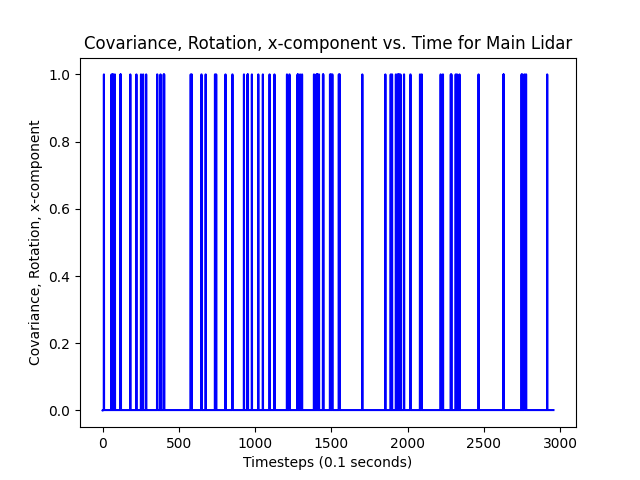 Covariance, Rotation, x-component vs. Time for Main Lidar
Covariance, Rotation, x-component
1.0
0.8
0.6
0.4
0.2
0.0
0 500 1000 1500 2000 2500 3000
Timesteps (0.1 seconds)